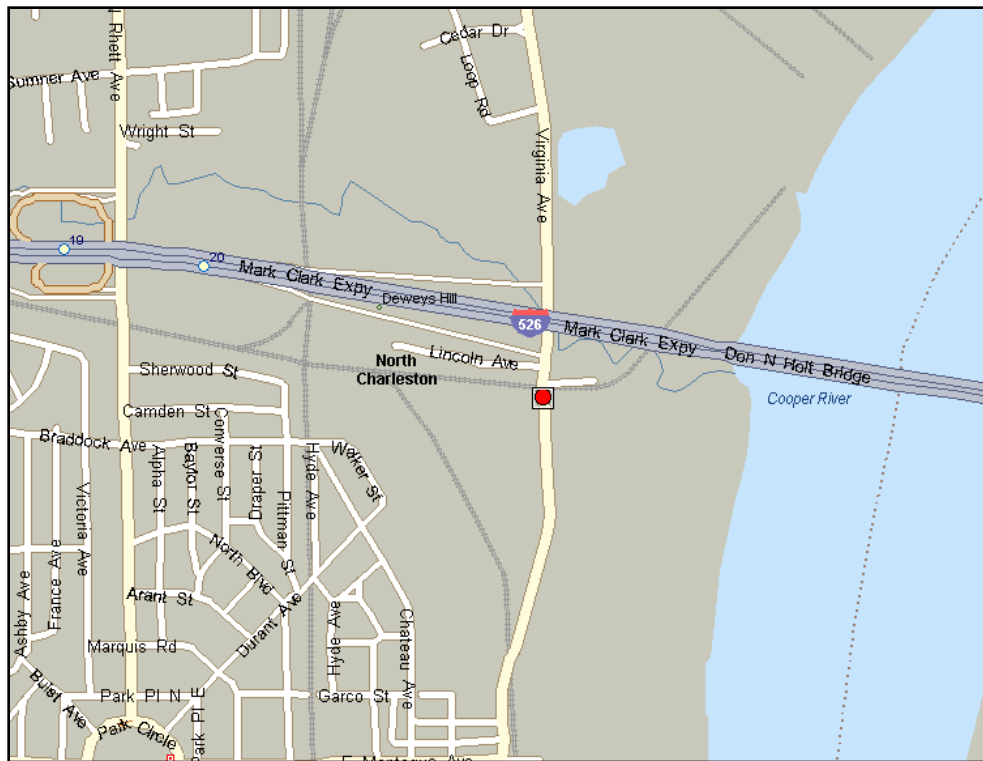 N Rhett Ave
Cedar Dr
Loop Rd
Sumner Ave
Wright St
Virginia Ave
19
20
Mark Clark Expy
Deweys Hill
526
Mark Clark Expy
Don N Holt Bridge
Lincoln Ave
North
Charleston
Sherwood St
Cooper River
Camden St
Braddock Ave
Alpha St
Baylor St
Converse St
Draper St
Pittman St
Hyde Ave
Walker St
Victoria Ave
North Blvd
Ashby Ave
France Ave
Arant St
Durant Ave
Hyde Ave
Chateau Ave
Marquis Rd
Buist Ave
Park Pl N
Park Pl E
Garco St
Park Circle
E Montague Ave